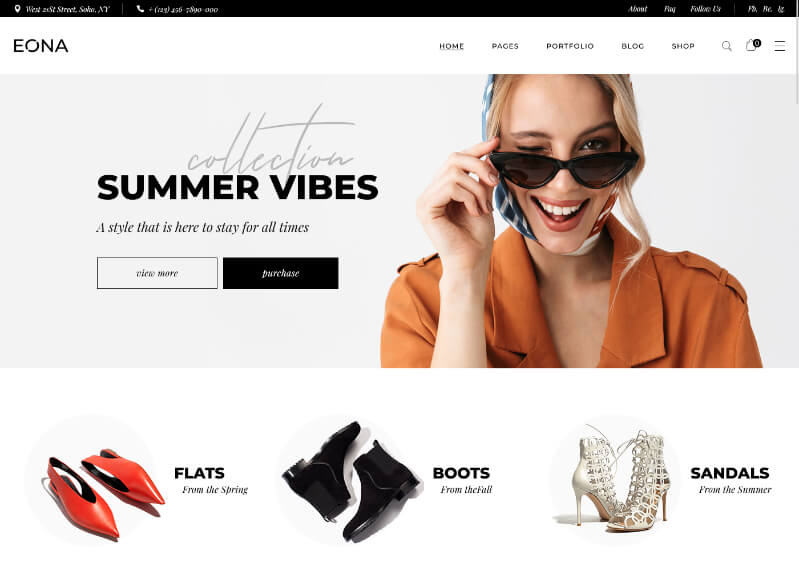 West 21St Street, Soho, NY
+ (123) 456-7890-000
About
Faq
Follow Us
Fb.
Be.
Ig.
EONA
HOME
PAGES
PORTFOLIO
BLOG
SHOP
0
collection
SUMMER VIBES
A style that is here to stay for all times
view more
purchase
FLATS
From the Spring
BOOTS
From theFall
SANDALS
From the Summer